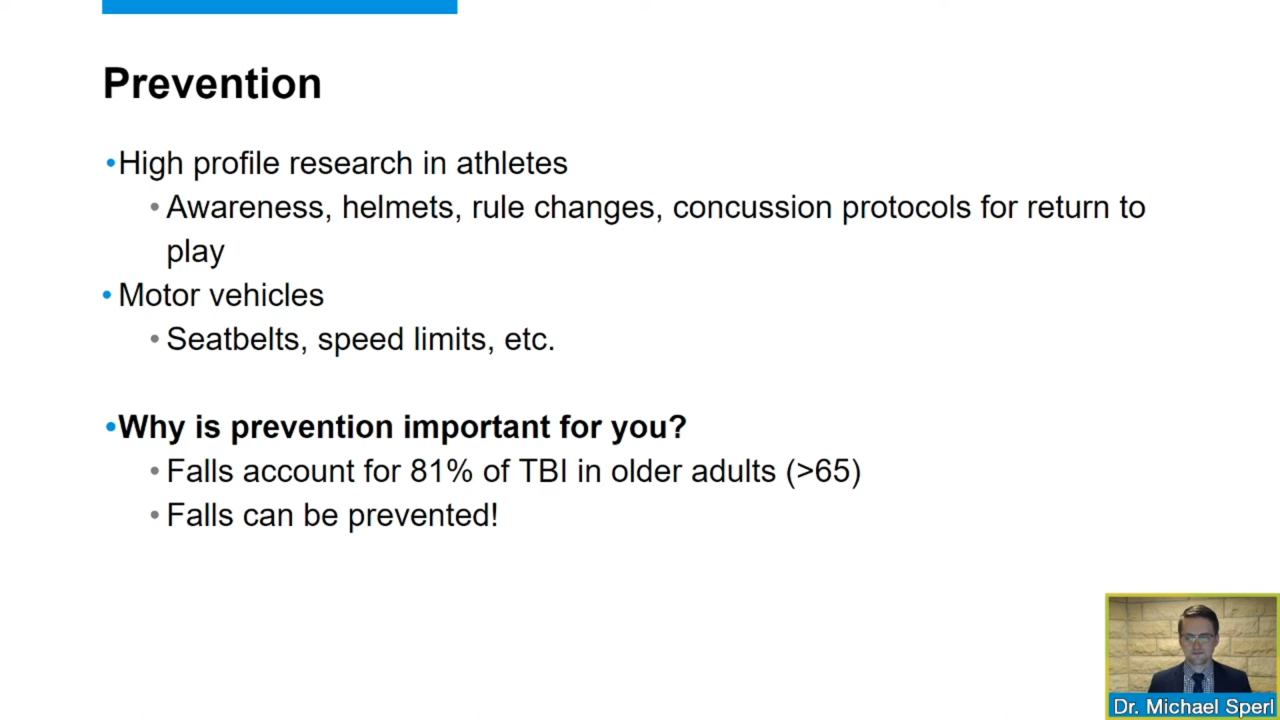 Prevention
•High profile research in athletes
•Awareness, helmets, rule changes, concussion protocols for return to
play
•Motor vehicles
•Seatbelts, speed limits, etc.
•Why is prevention important for you?
•Falls account for 81% of TBI in older adults (>65)
•Falls can be prevented!
Dr. Michael Sperl